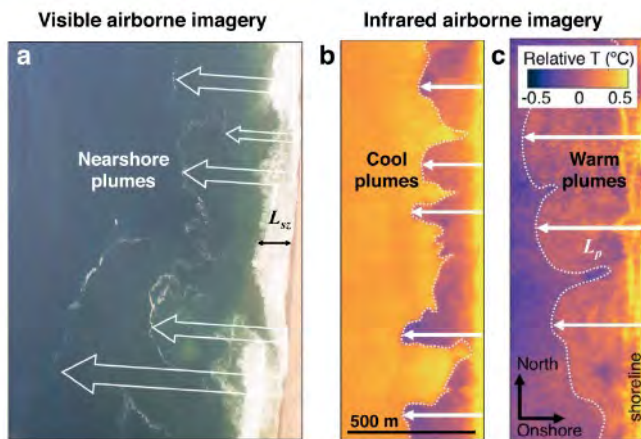 Visible airborne imagery
Infrared airborne imagery
a
Nearshore
plumes
L_sz
b
Cool
plumes
500 m
c
Relative T (ºC)
-0.5 0 0.5
Warm
plumes
L_p
North
Onshore
shoreline